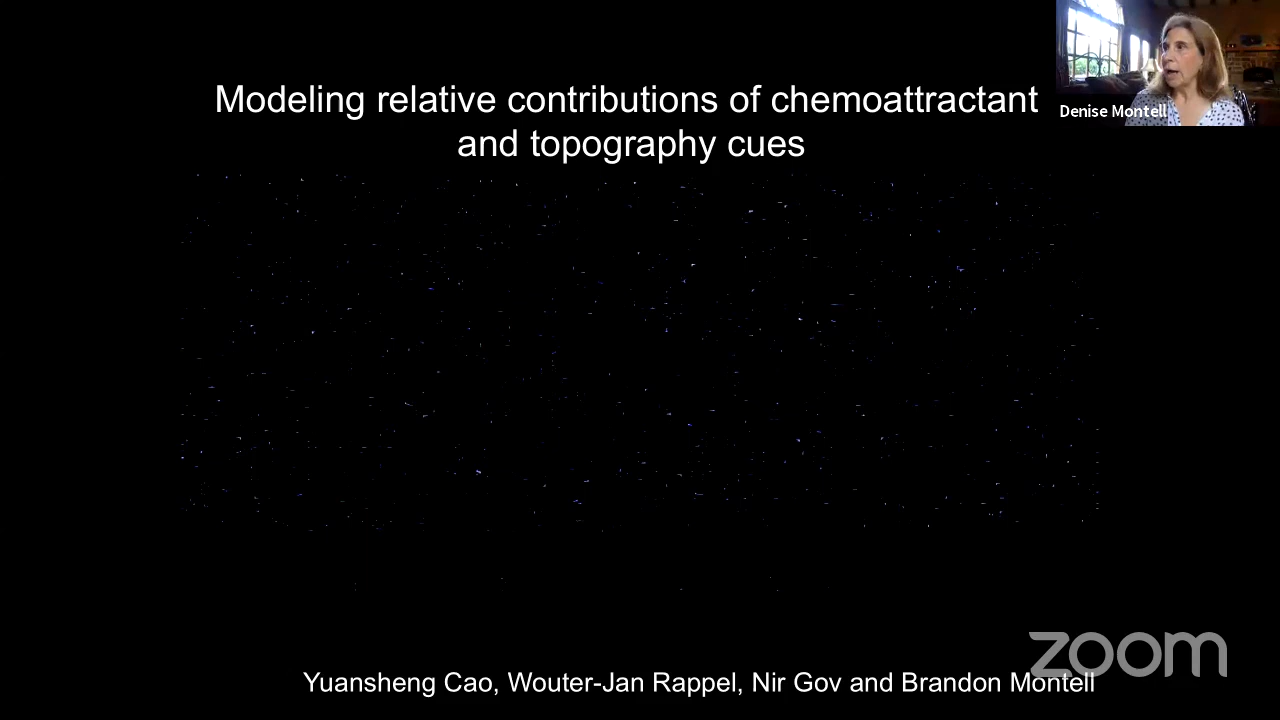 Modeling relative contributions of chemoattractant
and topography cues
Denise Montell
zoom
Yuansheng Cao, Wouter-Jan Rappel, Nir Gov and Brandon Montell